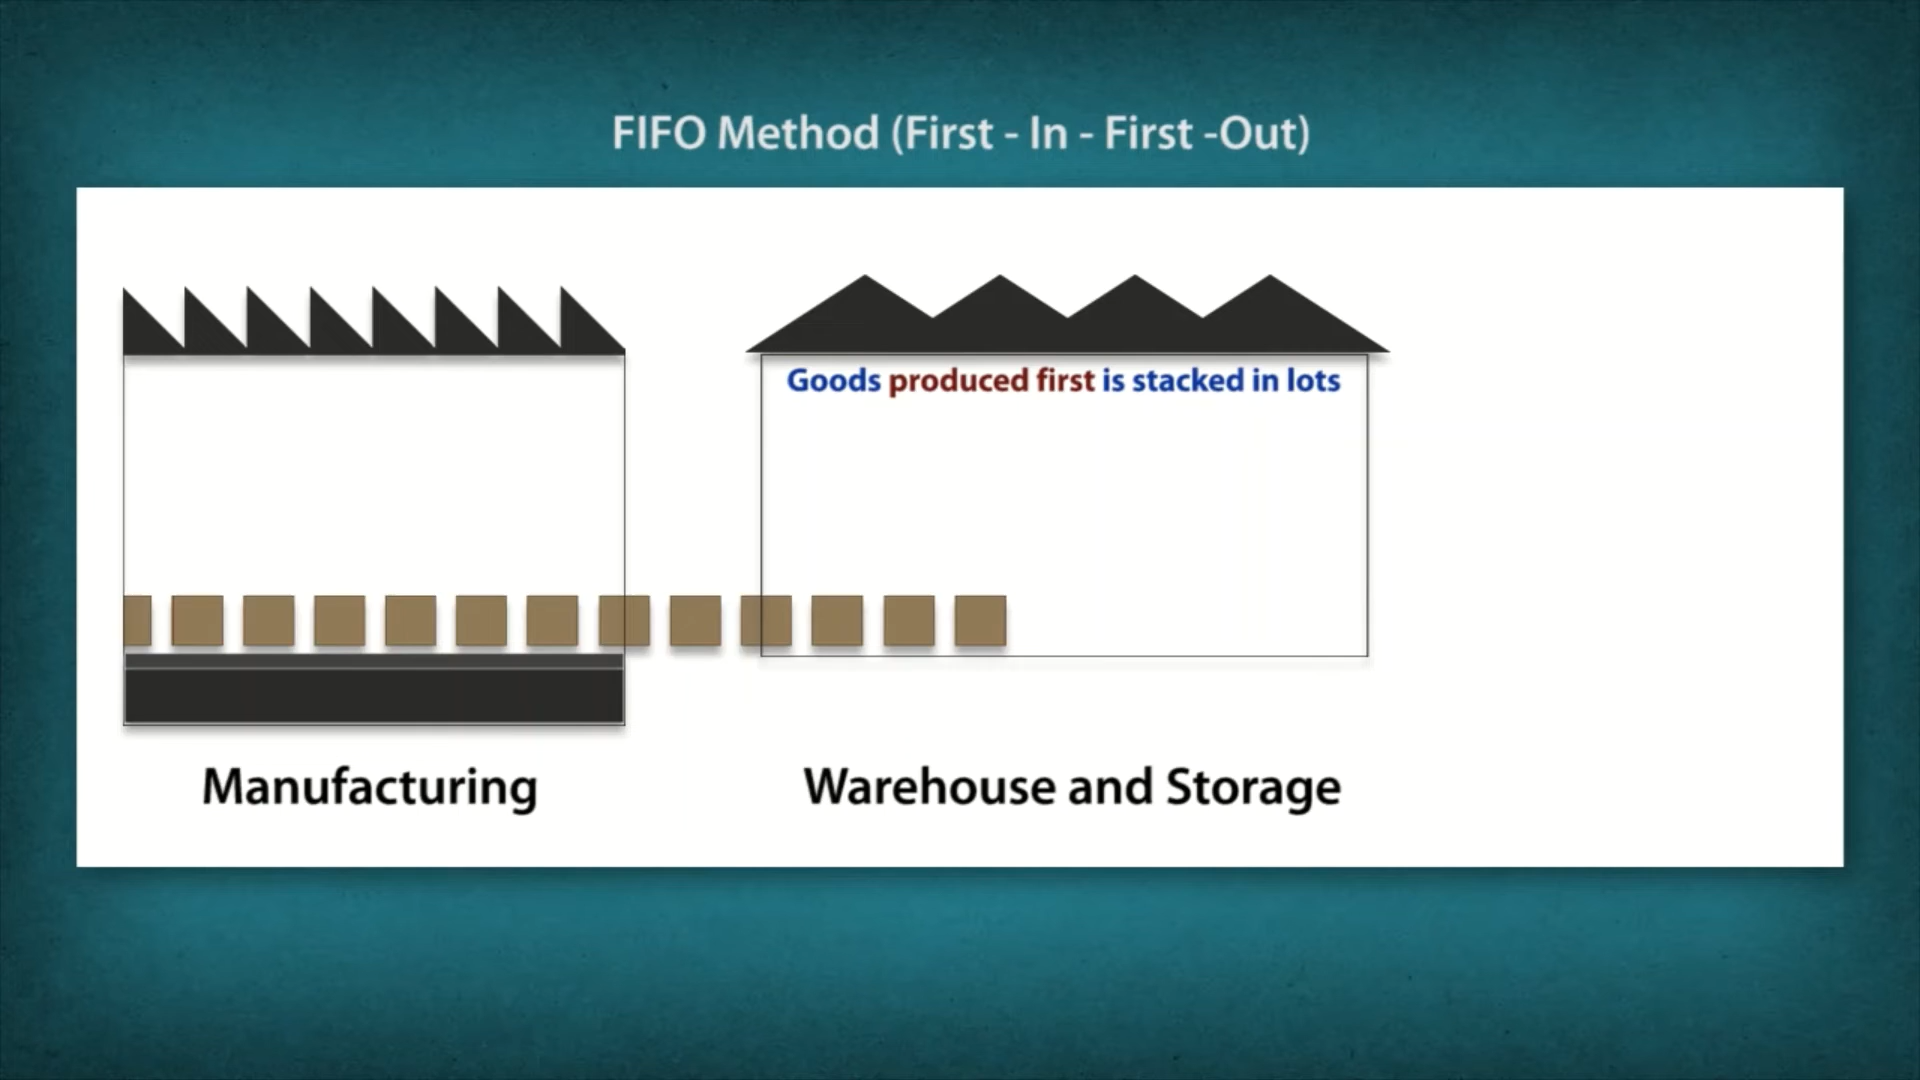 FIFO Method (First - In - First -Out)
Goods produced first is stacked in lots
Manufacturing
Warehouse and Storage